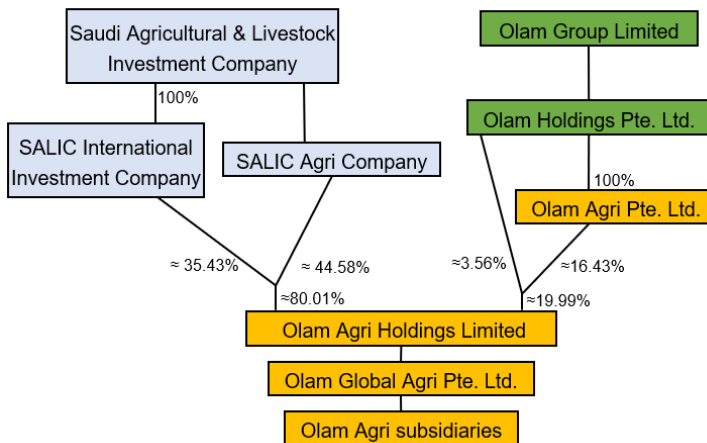 Saudi Agricultural & Livestock
Investment Company
Olam Group Limited
100%
Olam Holdings Pte. Ltd.
SALIC International
Investment Company
SALIC Agri Company
100%
Olam Agri Pte. Ltd.
≈ 35.43%
≈ 44.58%
≈3.56%
≈16.43%
≈80.01%
≈19.99%
Olam Agri Holdings Limited
Olam Global Agri Pte. Ltd.
Olam Agri subsidiaries